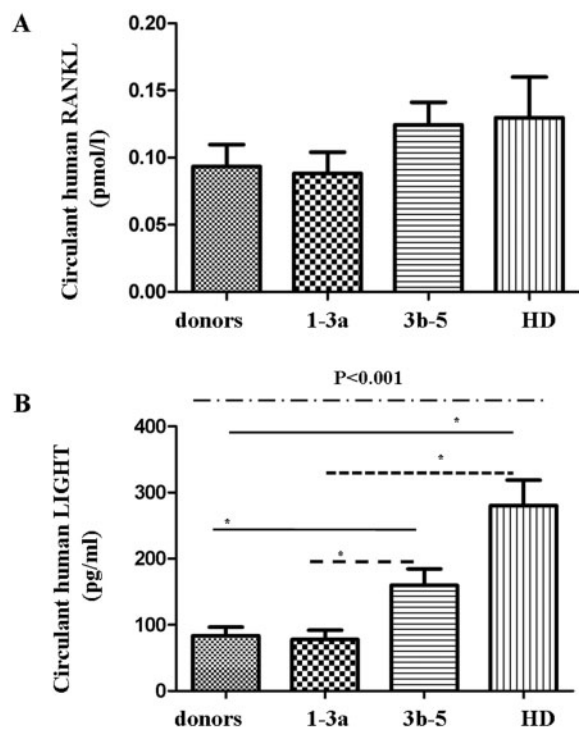 A
Circulant human RANKL
(pmol/l)
0.20
0.15
0.10
0.05
0.00
donors 1-3a 3b-5 HD
P<0.001
B
Circulant human LIGHT
(pg/ml)
400
300
200
100
0
*
*
*
*
donors 1-3a 3b-5 HD